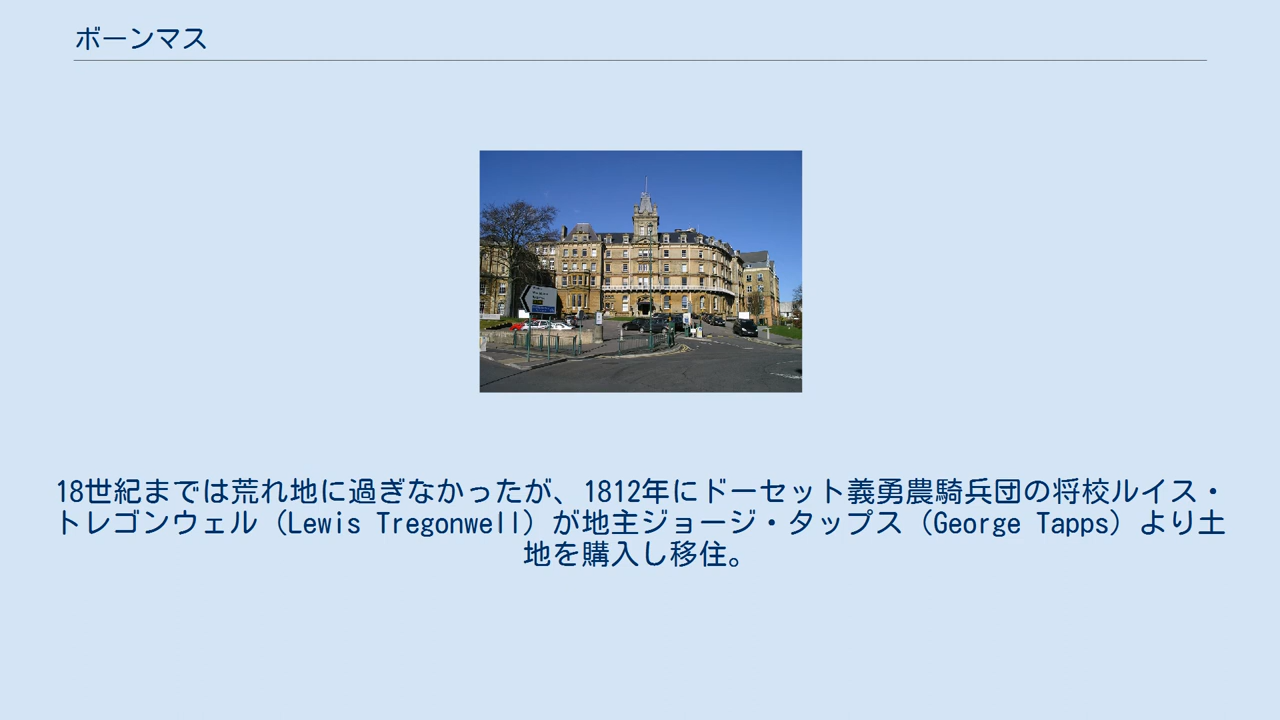 ボーンマス
18世紀までは荒れ地に過ぎなかったが、1812年にドーセット義勇農騎兵団の将校ルイス・
トレゴンウェル（Lewis Tregonwell）が地主ジョージ・タップス（George Tapps）より土
地を購入し移住。